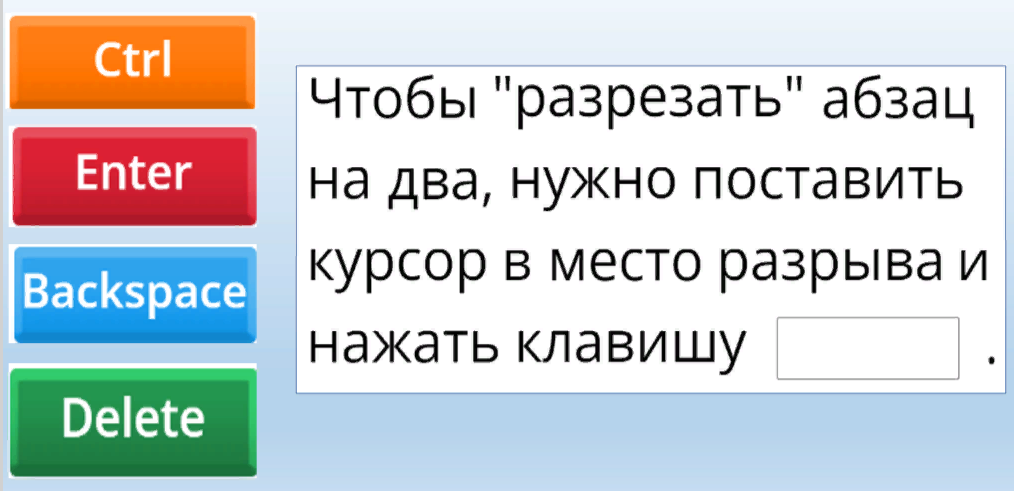 Ctrl
Enter
Backspace
Delete
Чтобы "разрезать" абзац
на два, нужно поставить
курсор в место разрыва и
нажать клавишу .